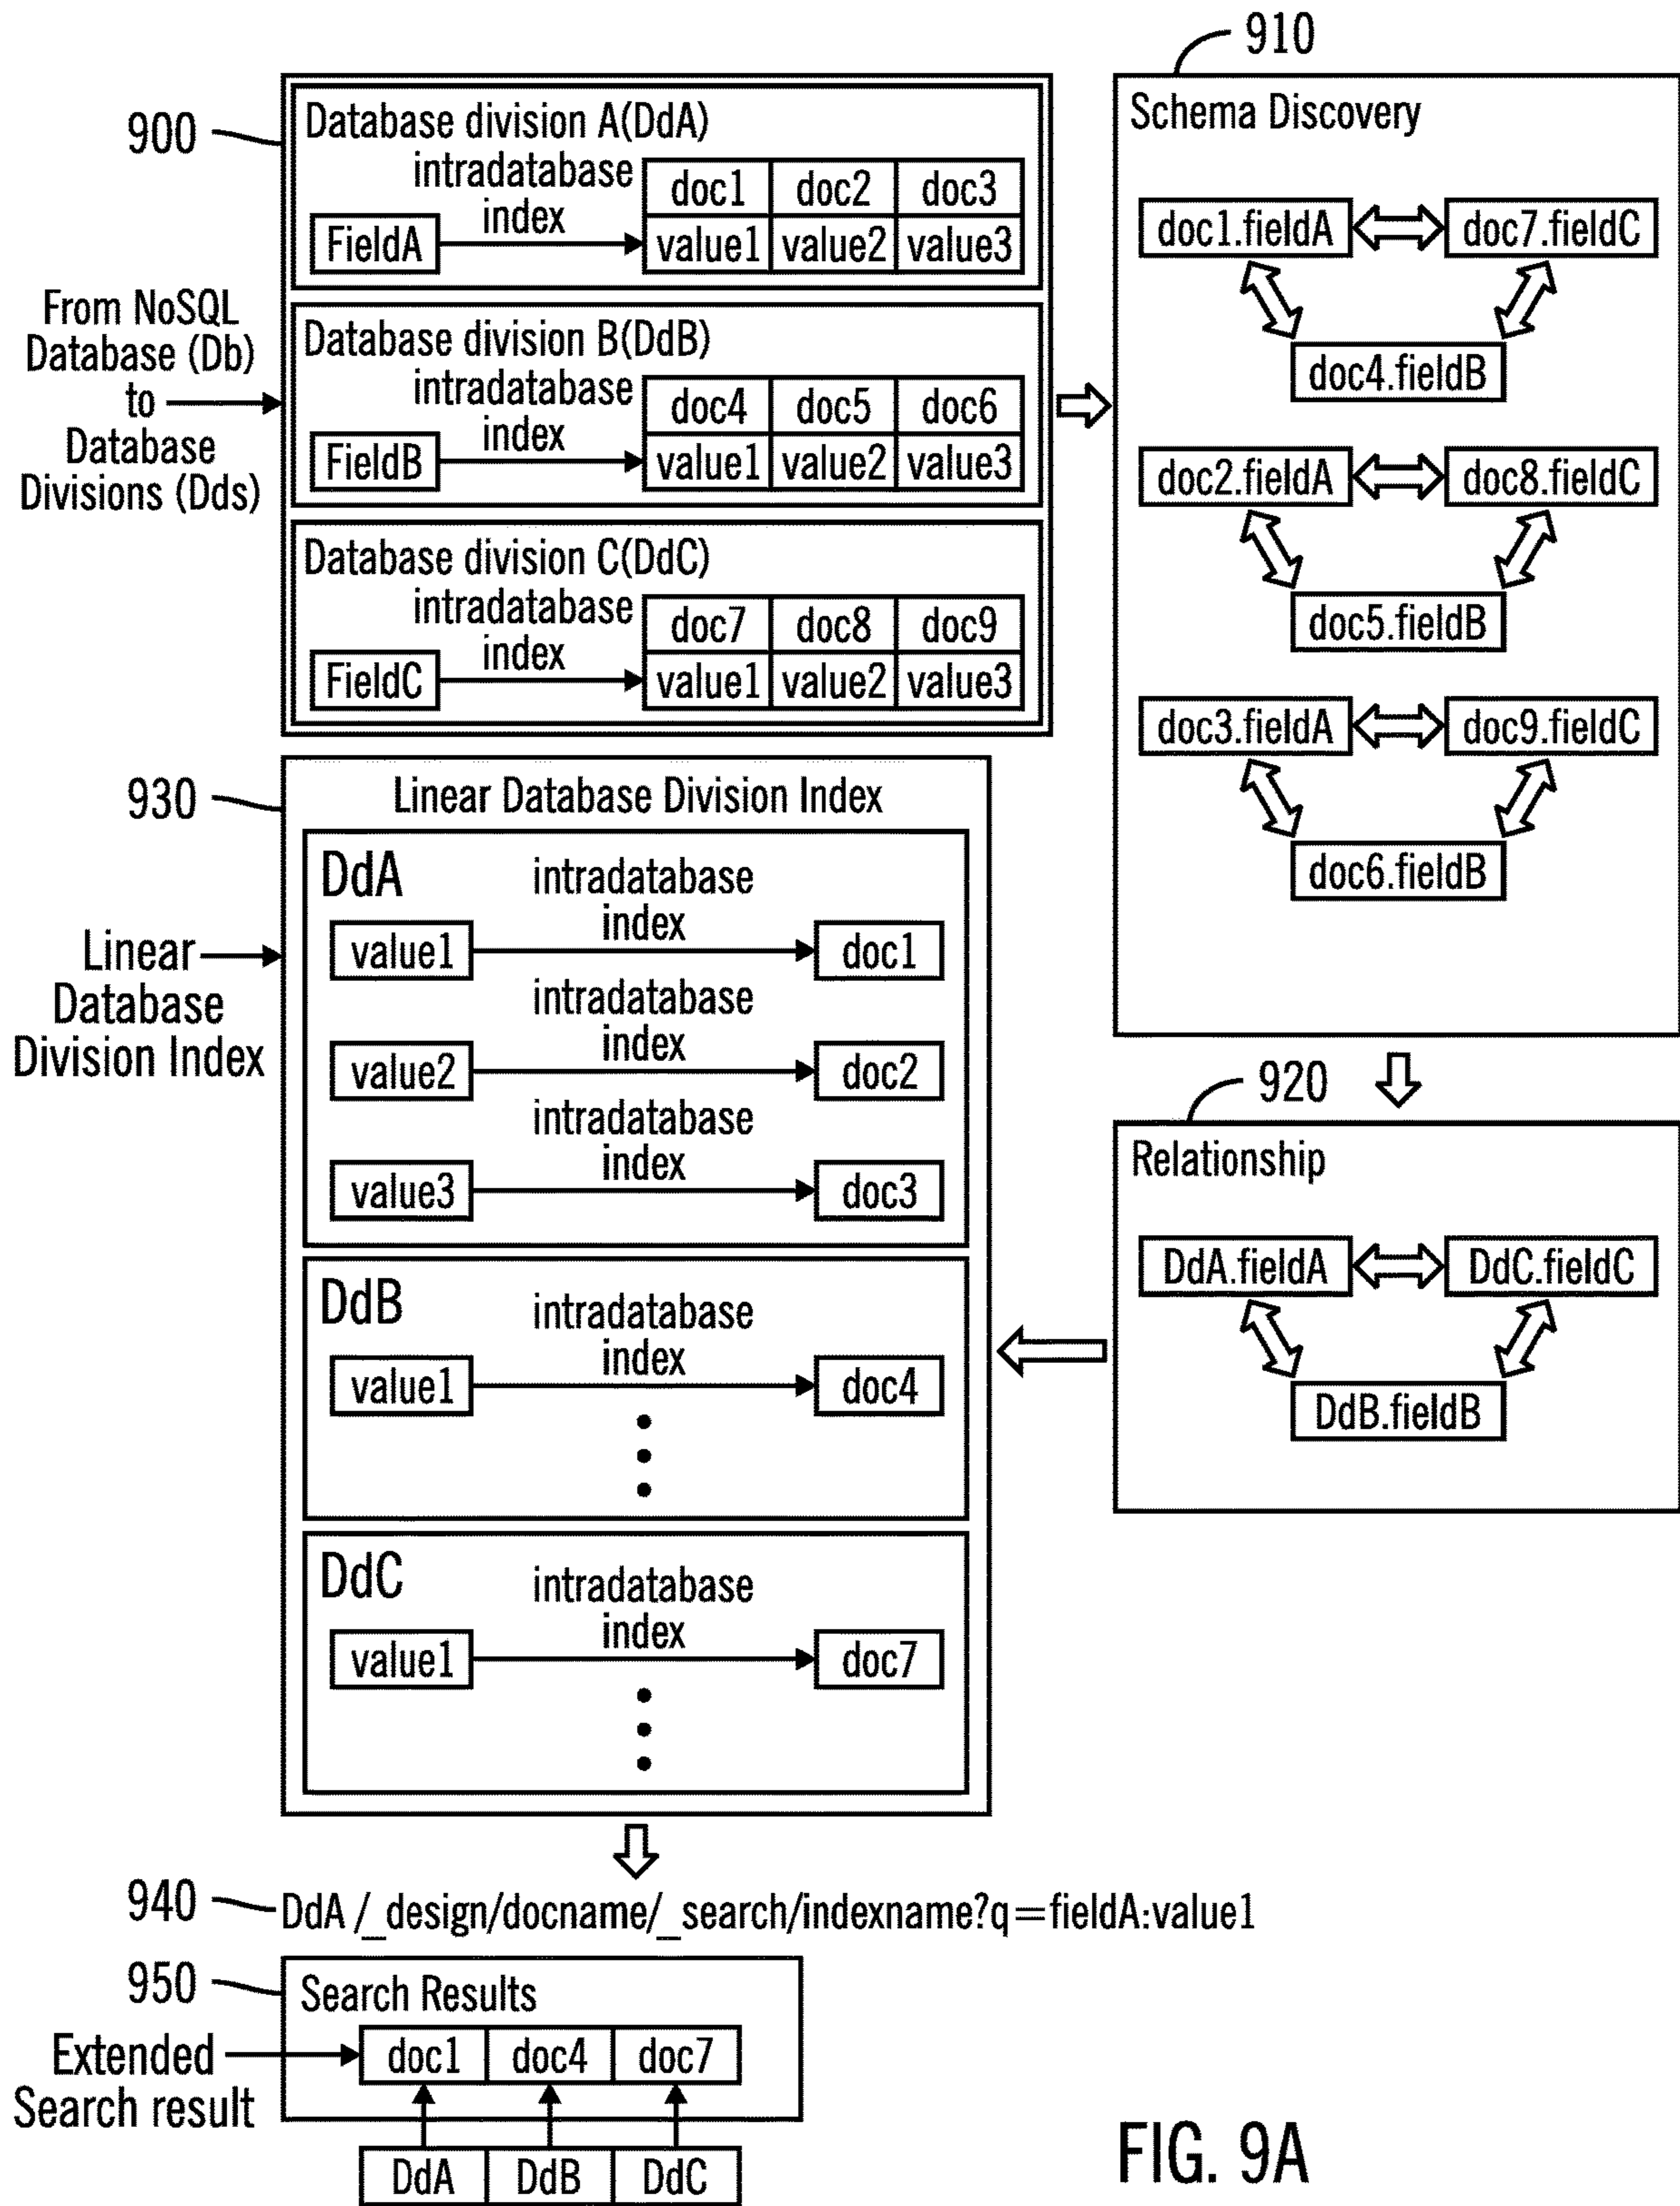 910
900
Database division A(DdA)
intradatabase
index
FieldA
doc1 doc2 doc3
value1 value2 value3
From NoSQL
Database (Db)
to
Database
Divisions (Dds)
Database division B(DdB)
intradatabase
index
FieldB
doc4 doc5 doc6
value1 value2 value3
Database division C(DdC)
intradatabase
index
FieldC
doc7 doc8 doc9
value1 value2 value3
Schema Discovery
doc1.fieldA doc7.fieldC
doc4.fieldB
doc2.fieldA doc8.fieldC
doc5.fieldB
doc3.fieldA doc9.fieldC
doc6.fieldB
920
Relationship
DdA.fieldA DdC.fieldC
DdB.fieldB
930
Linear Database Division Index
Linear
Database
Division Index
DdA
intradatabase
index
value1 doc1
intradatabase
index
value2 doc2
intradatabase
index
value3 doc3
DdB
intradatabase
index
value1 doc4
DdC
intradatabase
index
value1 doc7
940
DdA /_design/docname/_search/indexname?q=fieldA:value1
950
Search Results
Extended
Search result
doc1 doc4 doc7
DdA DdB DdC
FIG. 9A